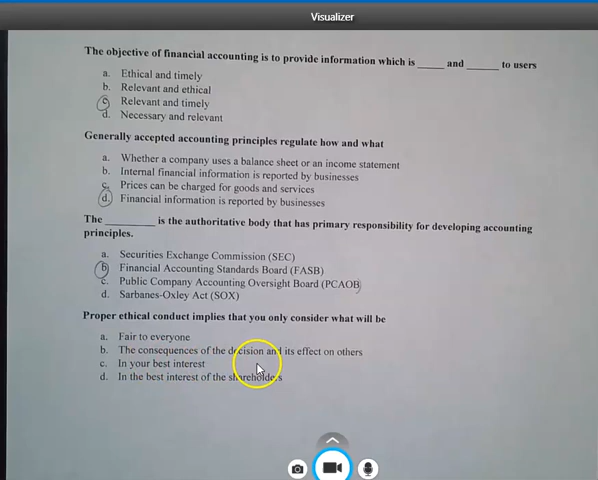 Visualizer
The objective of financial accounting is to provide information which is _____ and ______ to users
a. Ethical and timely
b. Relevant and ethical
c. Relevant and timely
d. Necessary and relevant
Generally accepted accounting principles regulate how and what
a. Whether a company uses a balance sheet or an income statement
b. Internal financial information is reported by businesses
c. Prices can be charged for goods and services
d. Financial information is reported by businesses
The __________ is the authoritative body that has primary responsibility for developing accounting
principles.
a. Securities Exchange Commission (SEC)
b. Financial Accounting Standards Board (FASB)
c. Public Company Accounting Oversight Board (PCAOB)
d. Sarbanes-Oxley Act (SOX)
Proper ethical conduct implies that you only consider what will be
a. Fair to everyone
b. The consequences of the decision and its effect on others
c. In your best interest
d. In the best interest of the shareholders